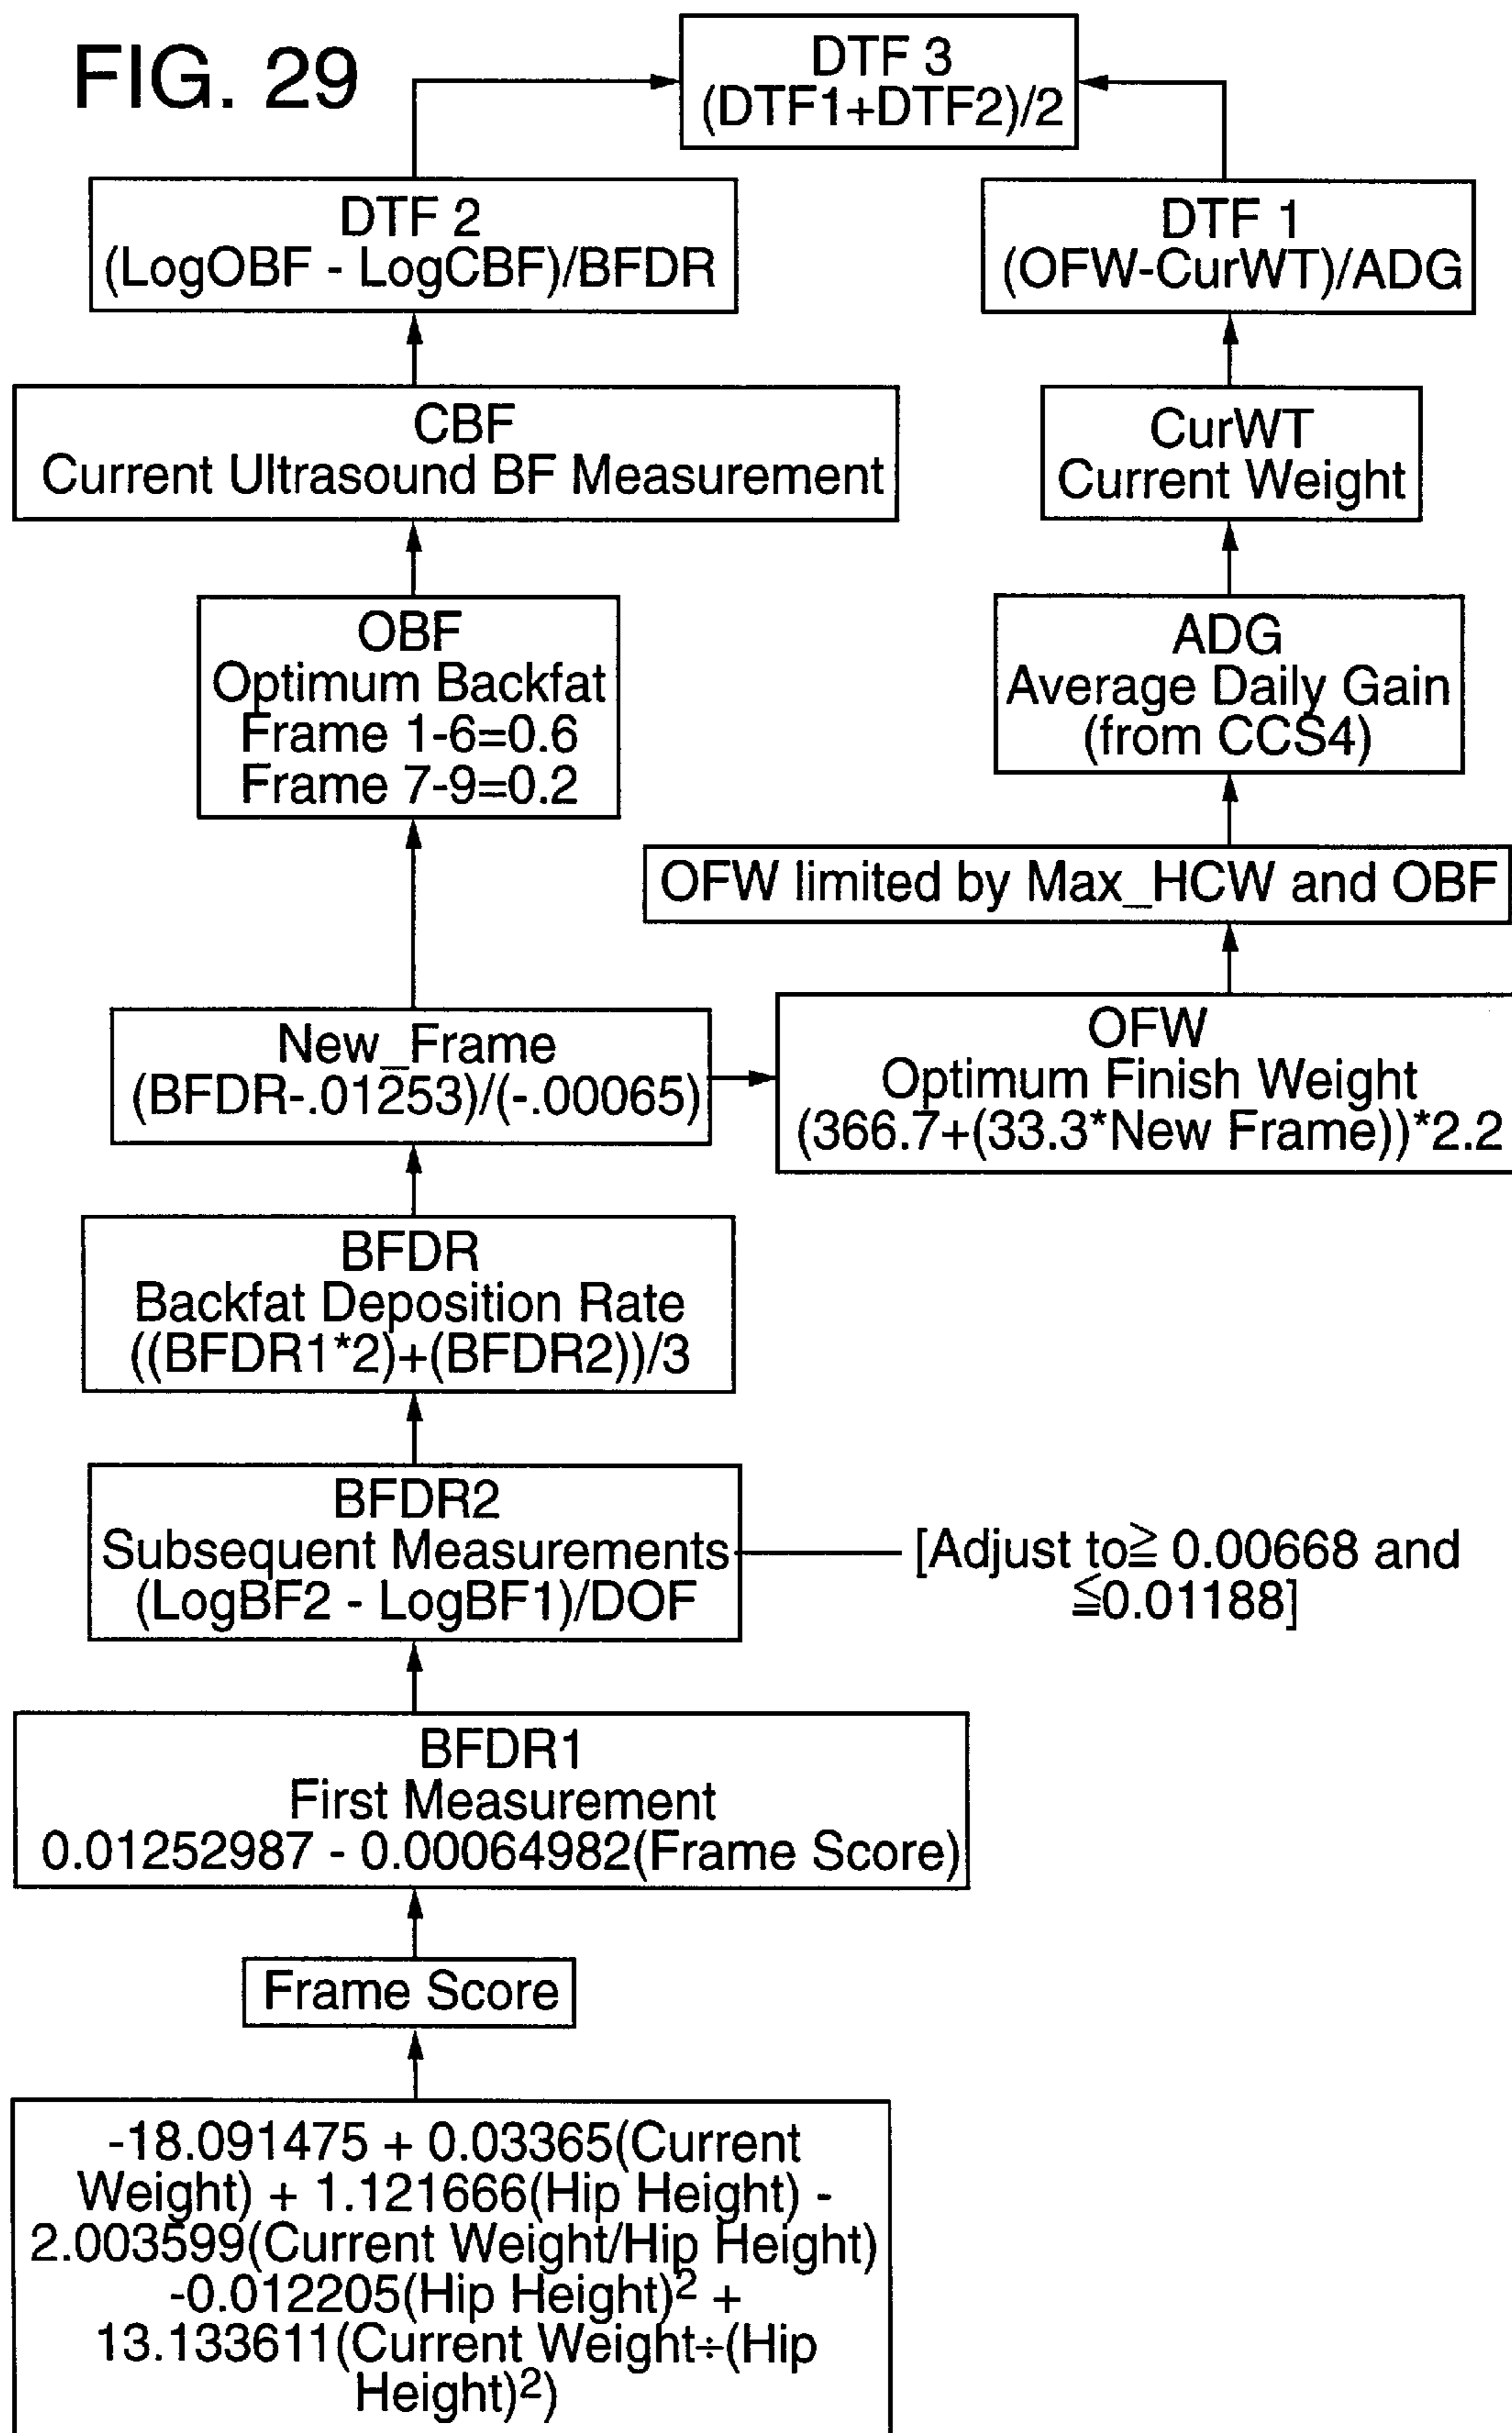 FIG. 29
DTF 3
(DTF1+DTF2)/2
DTF 2
(LogOBF - LogCBF)/BFDR
DTF 1
(OFW-CurWT)/ADG
CBF
Current Ultrasound BF Measurement
CurWT
Current Weight
OBF
Optimum Backfat
Frame 1-6=0.6
Frame 7-9=0.2
ADG
Average Daily Gain
(from CCS4)
OFW limited by Max_HCW and OBF
New_Frame
(BFDR-.01253)/(-.00065)
OFW
Optimum Finish Weight
(366.7+(33.3*New Frame))*2.2
BFDR
Backfat Deposition Rate
((BFDR1*2)+(BFDR2))/3
BFDR2
Subsequent Measurements
(LogBF2 - LogBF1)/DOF
[Adjust to≧ 0.00668 and
≦0.01188]
BFDR1
First Measurement
0.01252987 - 0.00064982(Frame Score)
Frame Score
-18.091475 + 0.03365(Current
Weight) + 1.121666(Hip Height) -
2.003599(Current Weight/Hip Height)
-0.012205(Hip Height)² +
13.133611(Current Weight÷(Hip
Height)²)